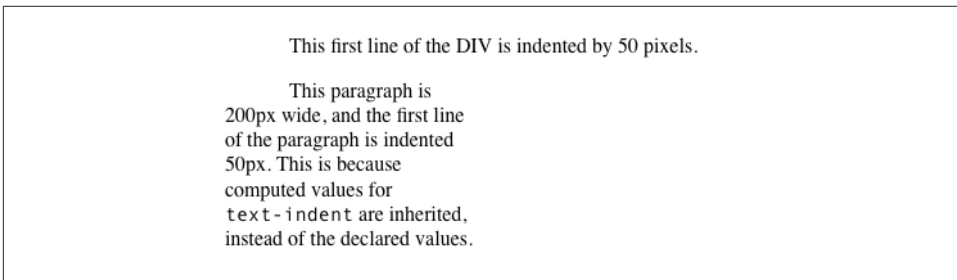 This first line of the DIV is indented by 50 pixels.
This paragraph is
200px wide, and the first line
of the paragraph is indented
50px. This is because
computed values for
text-indent are inherited,
instead of the declared values.